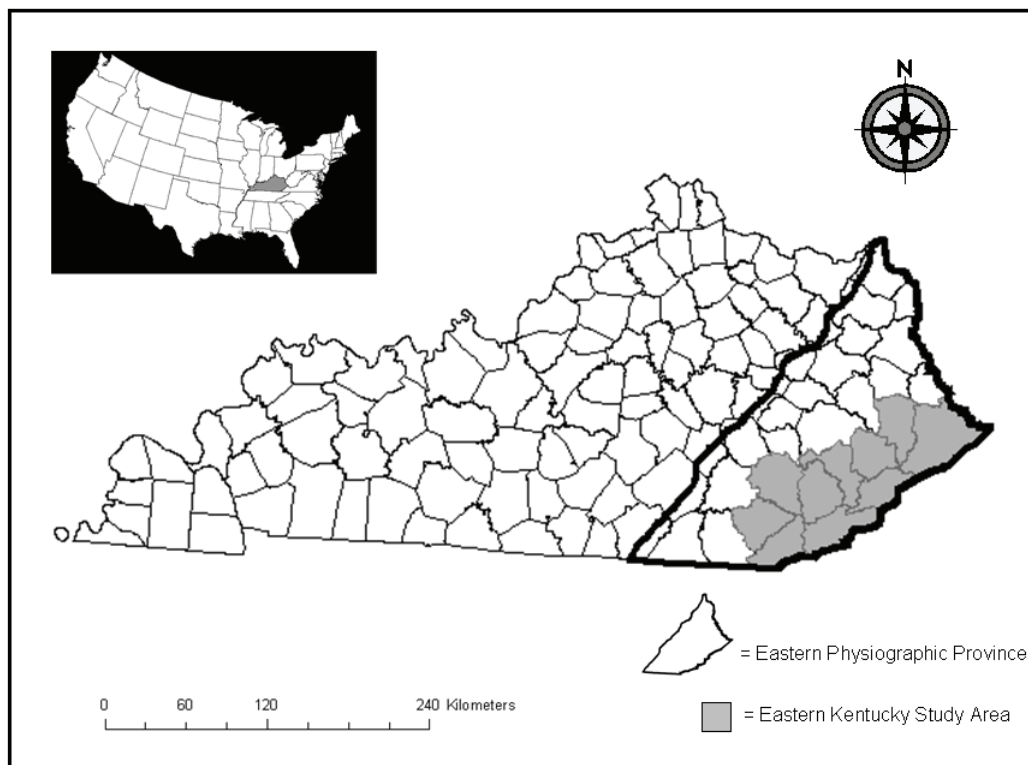 N
= Eastern Physiographic Province
0 60 120 240 Kilometers
= Eastern Kentucky Study Area